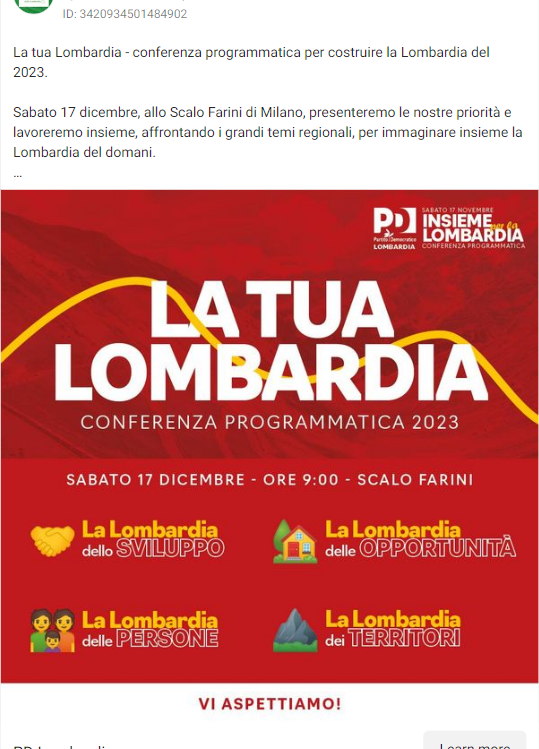 ID: 3420934501484902
La tua Lombardia - conferenza programmatica per costruire la Lombardia del
2023.
Sabato 17 dicembre, allo Scalo Farini di Milano, presenteremo le nostre priorità e
lavoreremo insieme, affrontando i grandi temi regionali, per immaginare insieme la
Lombardia del domani.
...
PD
Partito Democratico
LOMBARDIA
SABATO 17 NOVEMBRE
INSIEME per la
LOMBARDIA
CONFERENZA PROGRAMMATICA
LA TUA
LOMBARDIA
CONFERENZA PROGRAMMATICA 2023
SABATO 17 DICEMBRE - ORE 9:00 - SCALO FARINI
La Lombardia
dello SVILUPPO
La Lombardia
delle OPPORTUNITÀ
La Lombardia
delle PERSONE
La Lombardia
dei TERRITORI
VI ASPETTIAMO!
Learn more